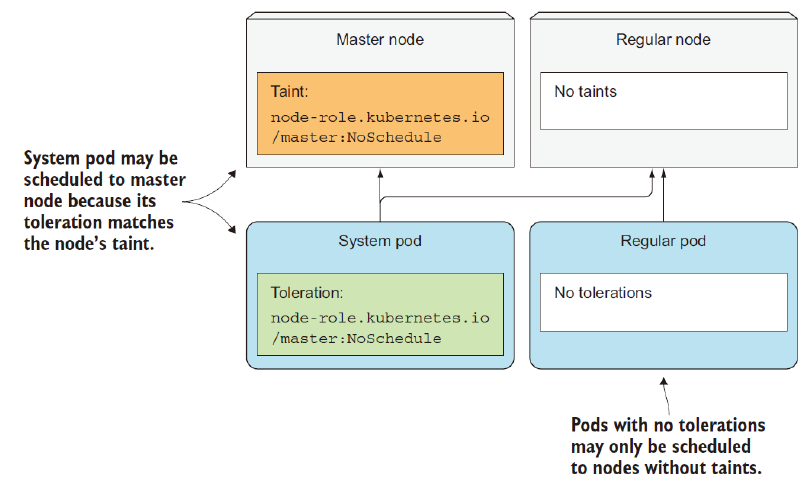 Master node
Taint:
node-role.kubernetes.io
/master:NoSchedule
Regular node
No taints
System pod may be
scheduled to master
node because its
toleration matches
the node's taint.
System pod
Toleration:
node-role.kubernetes.io
/master:NoSchedule
Regular pod
No tolerations
Pods with no tolerations
may only be scheduled
to nodes without taints.